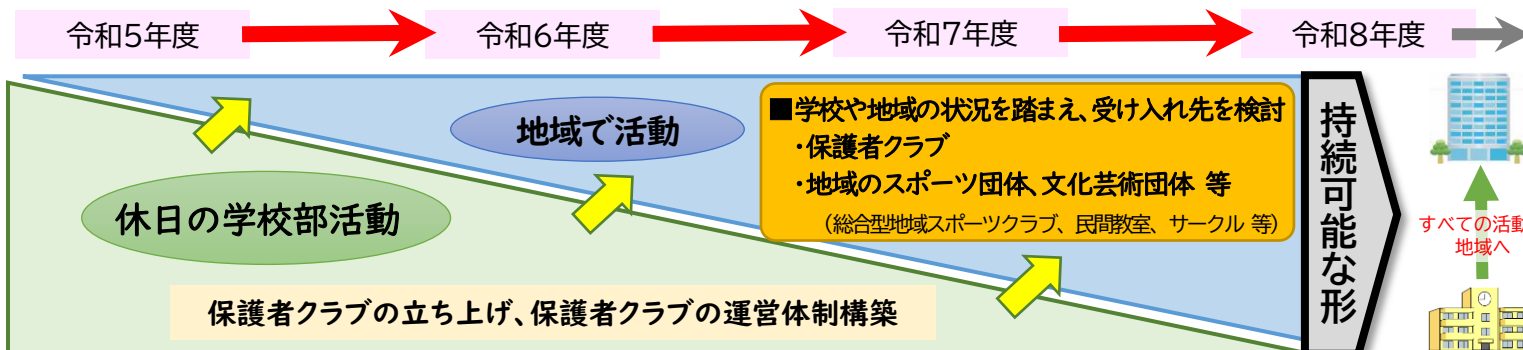 令和5年度
令和6年度
令和7年度
令和8年度
地域で活動
休日の学校部活動
■学校や地域の状況を踏まえ、受け入れ先を検討
・保護者クラブ
・地域のスポーツ団体、文化芸術団体 等
（総合型地域スポーツクラブ、民間教室、サークル 等）
保護者クラブの立ち上げ、保護者クラブの運営体制構築
持続可能な形
すべての活動
地域へ